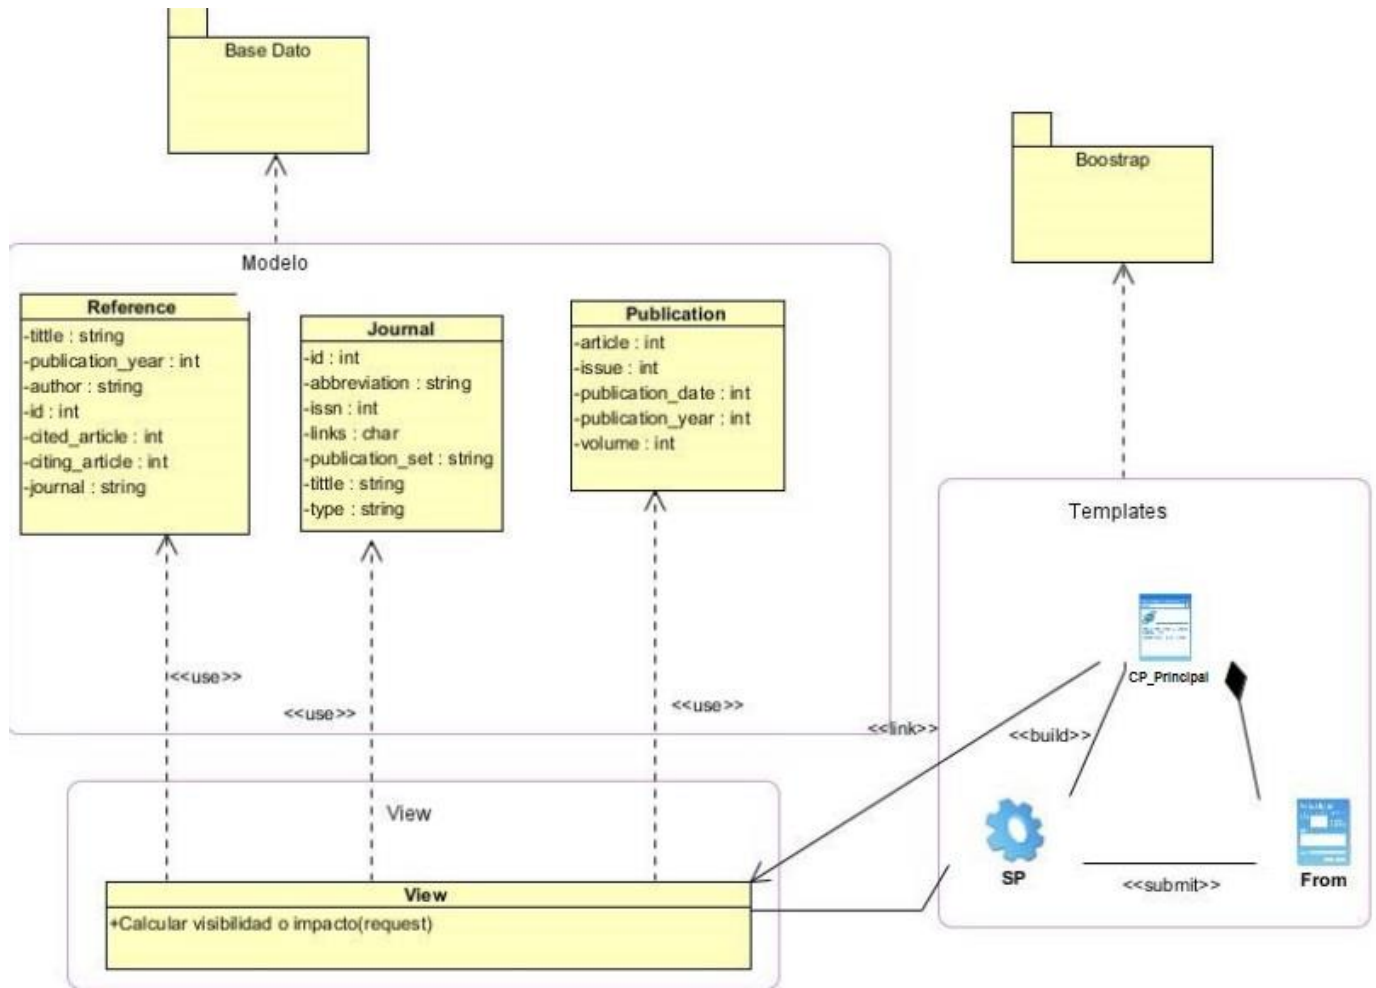 Base Dato
Boostrap
Modelo
Reference
-tittle : string
-publication_year : int
-author : string
-id : int
-cited_article : int
-citing_article : int
-journal : string
Journal
-id : int
-abbreviation : string
-issn : int
-links : char
-publication_set : string
-tittle : string
-type : string
Publication
-article : int
-issue : int
-publication_date : int
-publication_year : int
-volume : int
<<use>>
<<use>>
<<use>>
Templates
CP_Principal
<<link>>
<<build>>
SP
<<submit>>
From
View
View
+Calcular visibilidad o impacto(request)